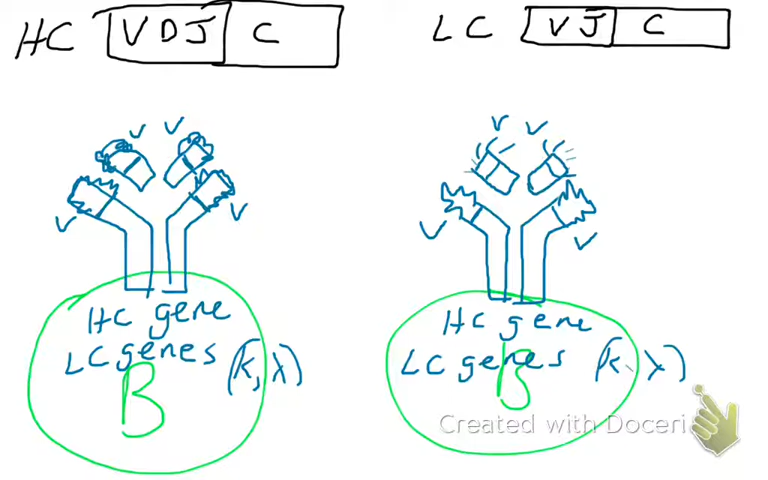 HC VDJ C
LC VJ C
V V
V V
V V
V V
HC gene
LC genes (K, λ)
B
HC gene
LC genes (K, λ)
B
Created with Doceri